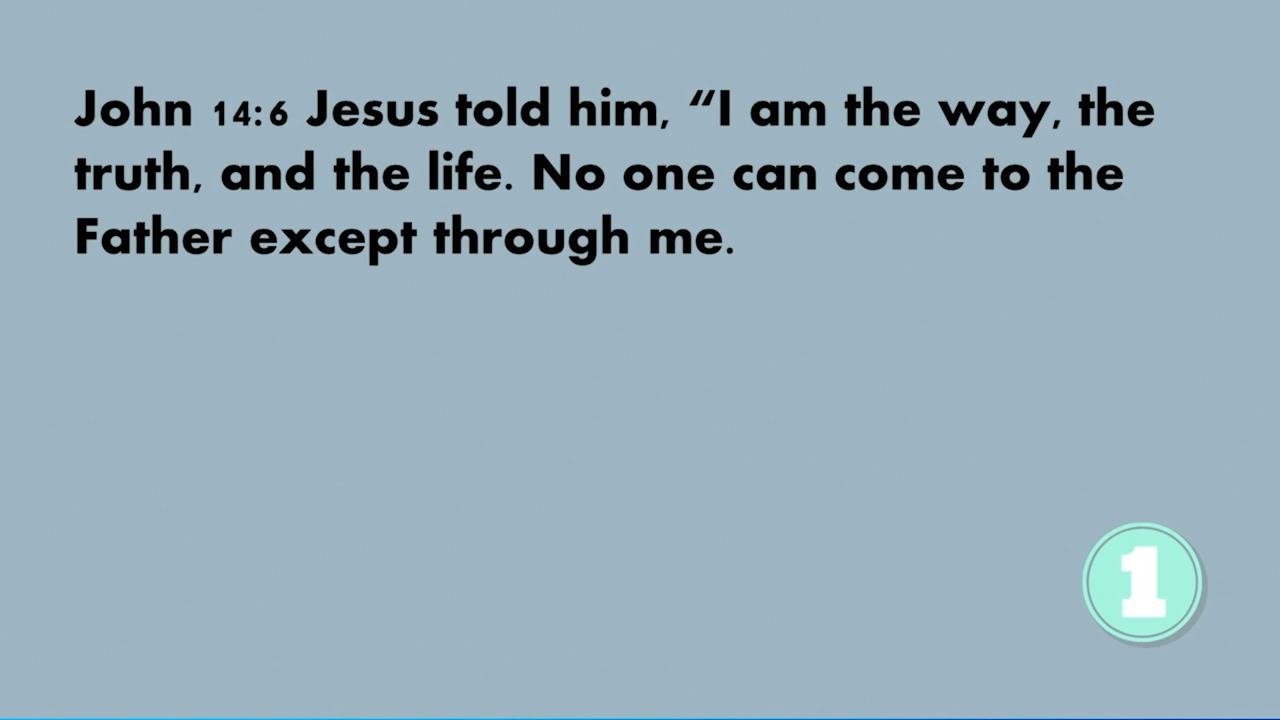 John 14:6 Jesus told him, “I am the way, the
truth, and the life. No one can come to the
Father except through me.
1